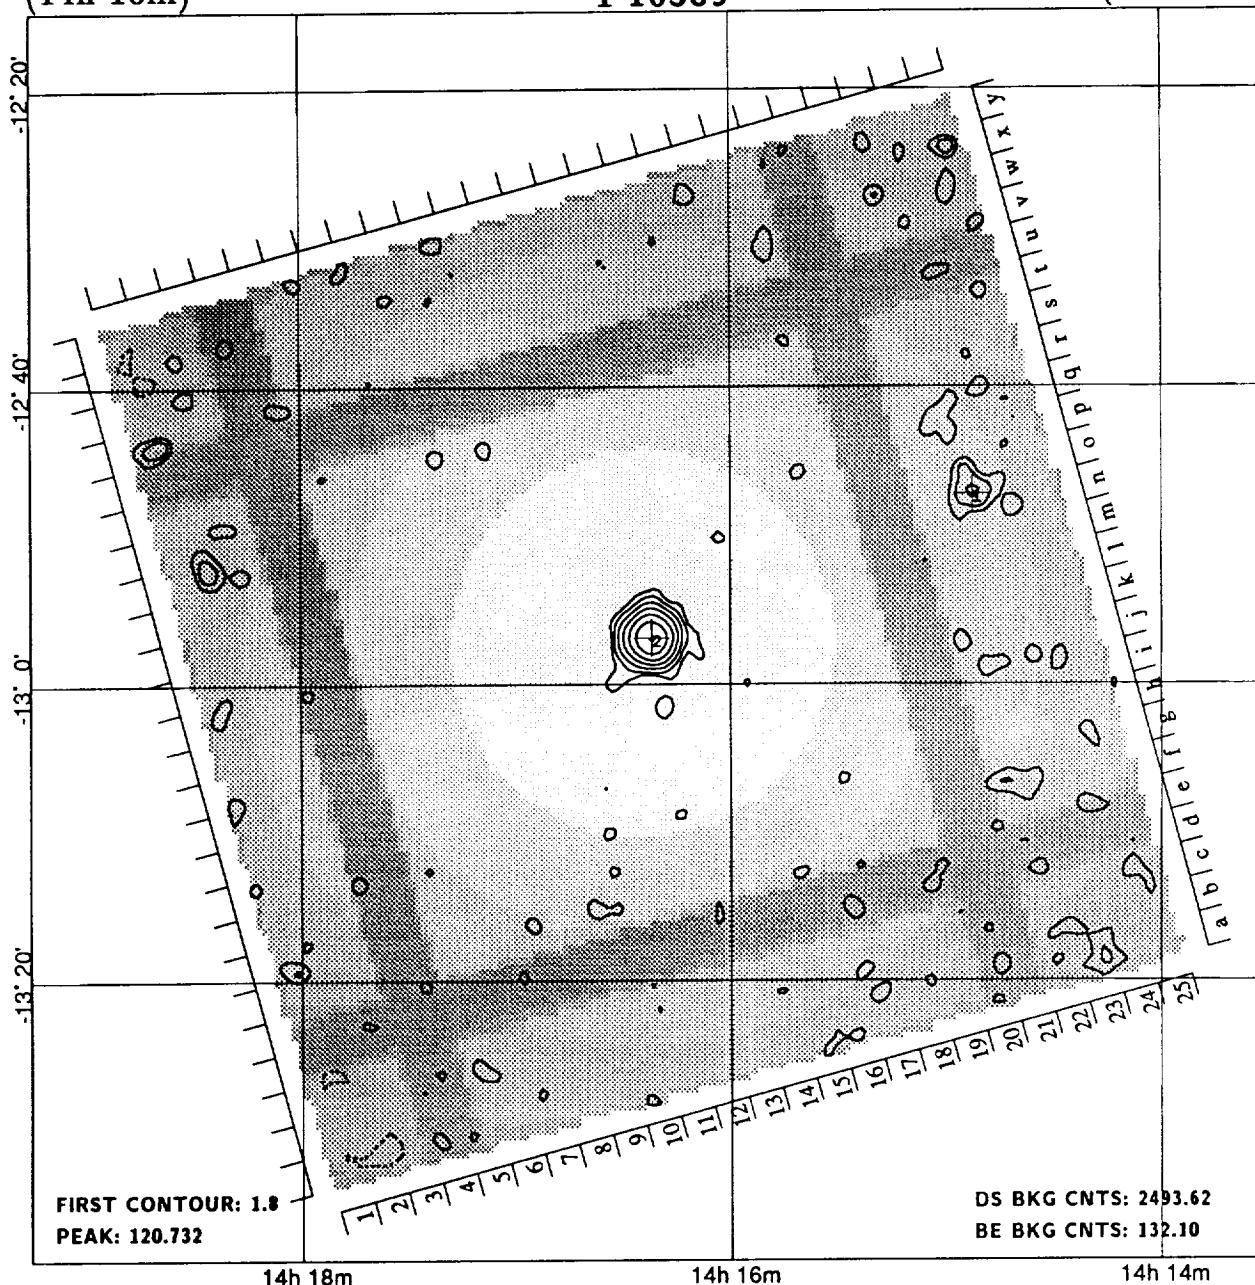 -12° 20'
-12° 40'
-13° 0'
-13° 20'
y
x
w
v
u
t
s
r
q
p
o
n
m
l
k
j
i
h
g
f
e
d
c
b
a
1
2
1 2 3 4 5 6 7 8 9 10 11 12 13 14 15 16 17 18 19 20 21 22 23 24 25
FIRST CONTOUR: 1.8
PEAK: 120.732
DS BKG CNTS: 2493.62
BE BKG CNTS: 132.10
14h 18m
14h 16m
14h 14m